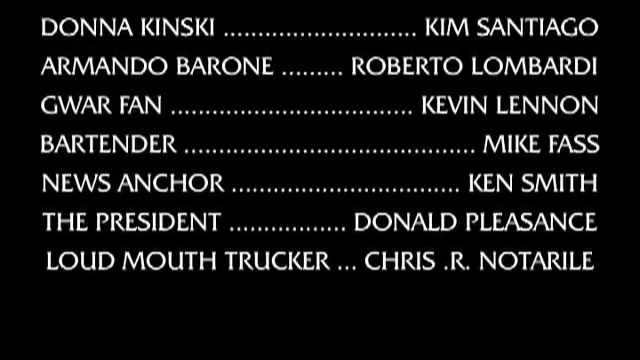 DONNA KINSKI ............................ KIM SANTIAGO
ARMANDO BARONE ......... ROBERTO LOMBARDI
GWAR FAN ................................... KEVIN LENNON
BARTENDER .......................................... MIKE FASS
NEWS ANCHOR ................................. KEN SMITH
THE PRESIDENT ................. DONALD PLEASANCE
LOUD MOUTH TRUCKER ... CHRIS .R. NOTARILE